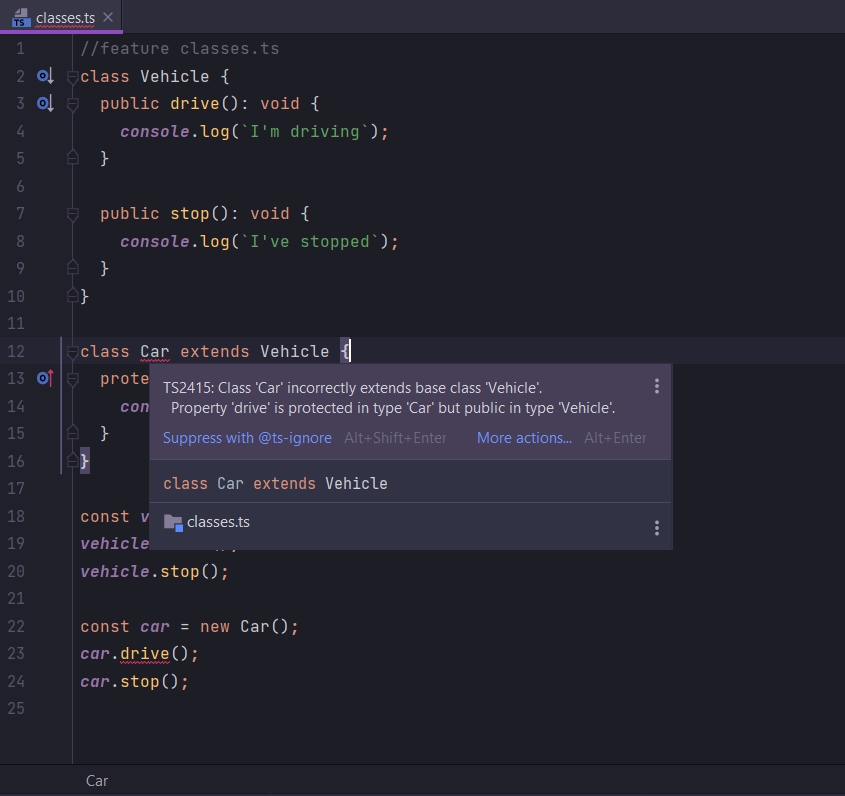 classes.ts
1 //feature classes.ts
2 class Vehicle {
3 public drive(): void {
4 console.log(`I'm driving`);
5 }
6
7 public stop(): void {
8 console.log(`I've stopped`);
9 }
10 }
11
12 class Car extends Vehicle {
13 prote
TS2415: Class 'Car' incorrectly extends base class 'Vehicle'.
Property 'drive' is protected in type 'Car' but public in type 'Vehicle'.
14 con
15 }
Suppress with @ts-ignore Alt+Shift+Enter More actions... Alt+Enter
16 }
class Car extends Vehicle
17
18 const v
classes.ts
19 vehicle
20 vehicle.stop();
21
22 const car = new Car();
23 car.drive();
24 car.stop();
25
Car